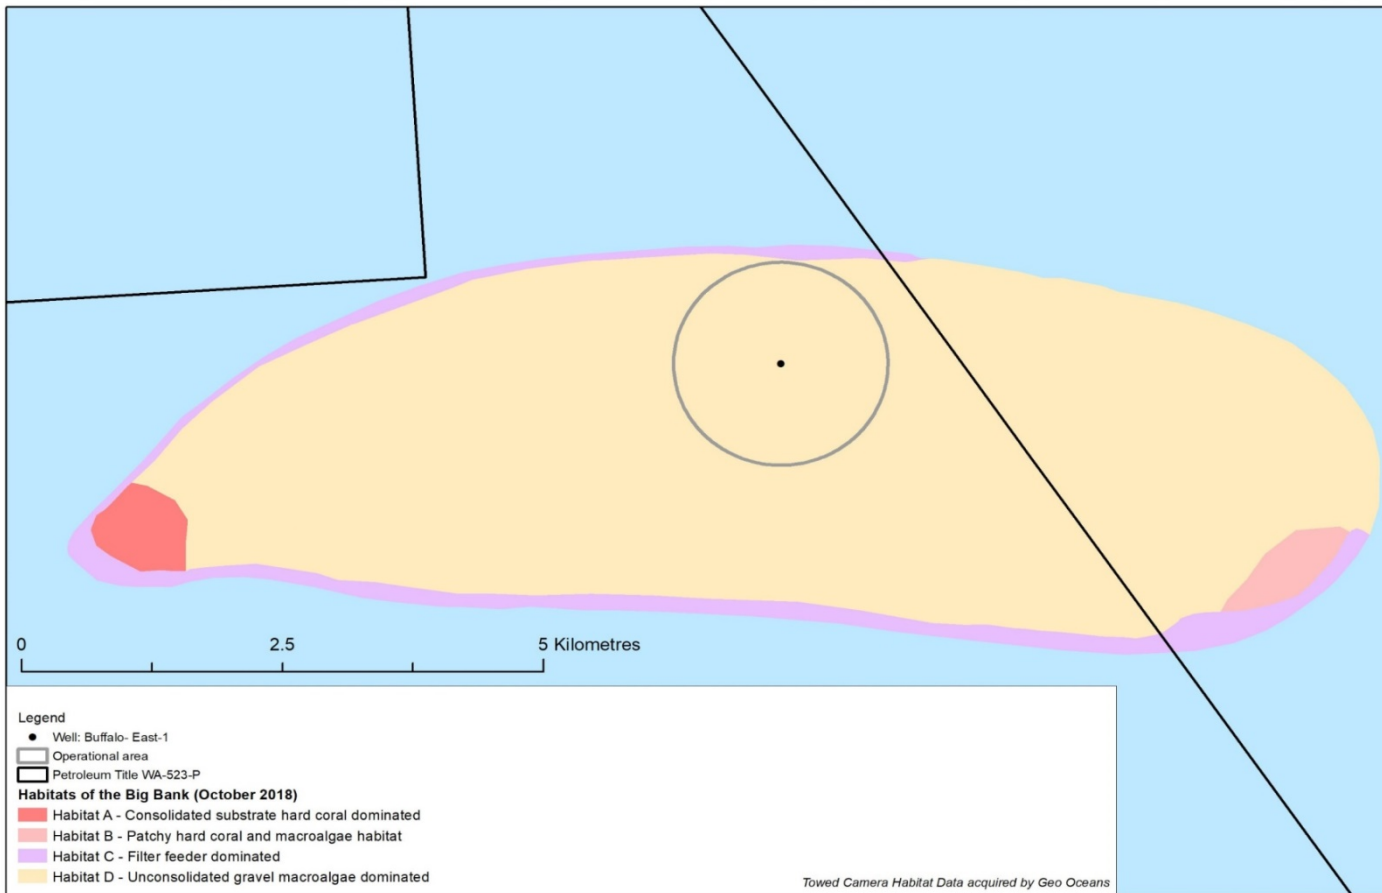 0 2.5 5 Kilometres
Legend
Well: Buffalo- East-1
Operational area
Petroleum Title WA-523-P
Habitats of the Big Bank (October 2018)
Habitat A - Consolidated substrate hard coral dominated
Habitat B - Patchy hard coral and macroalgae habitat
Habitat C - Filter feeder dominated
Habitat D - Unconsolidated gravel macroalgae dominated
Towed Camera Habitat Data acquired by Geo Oceans